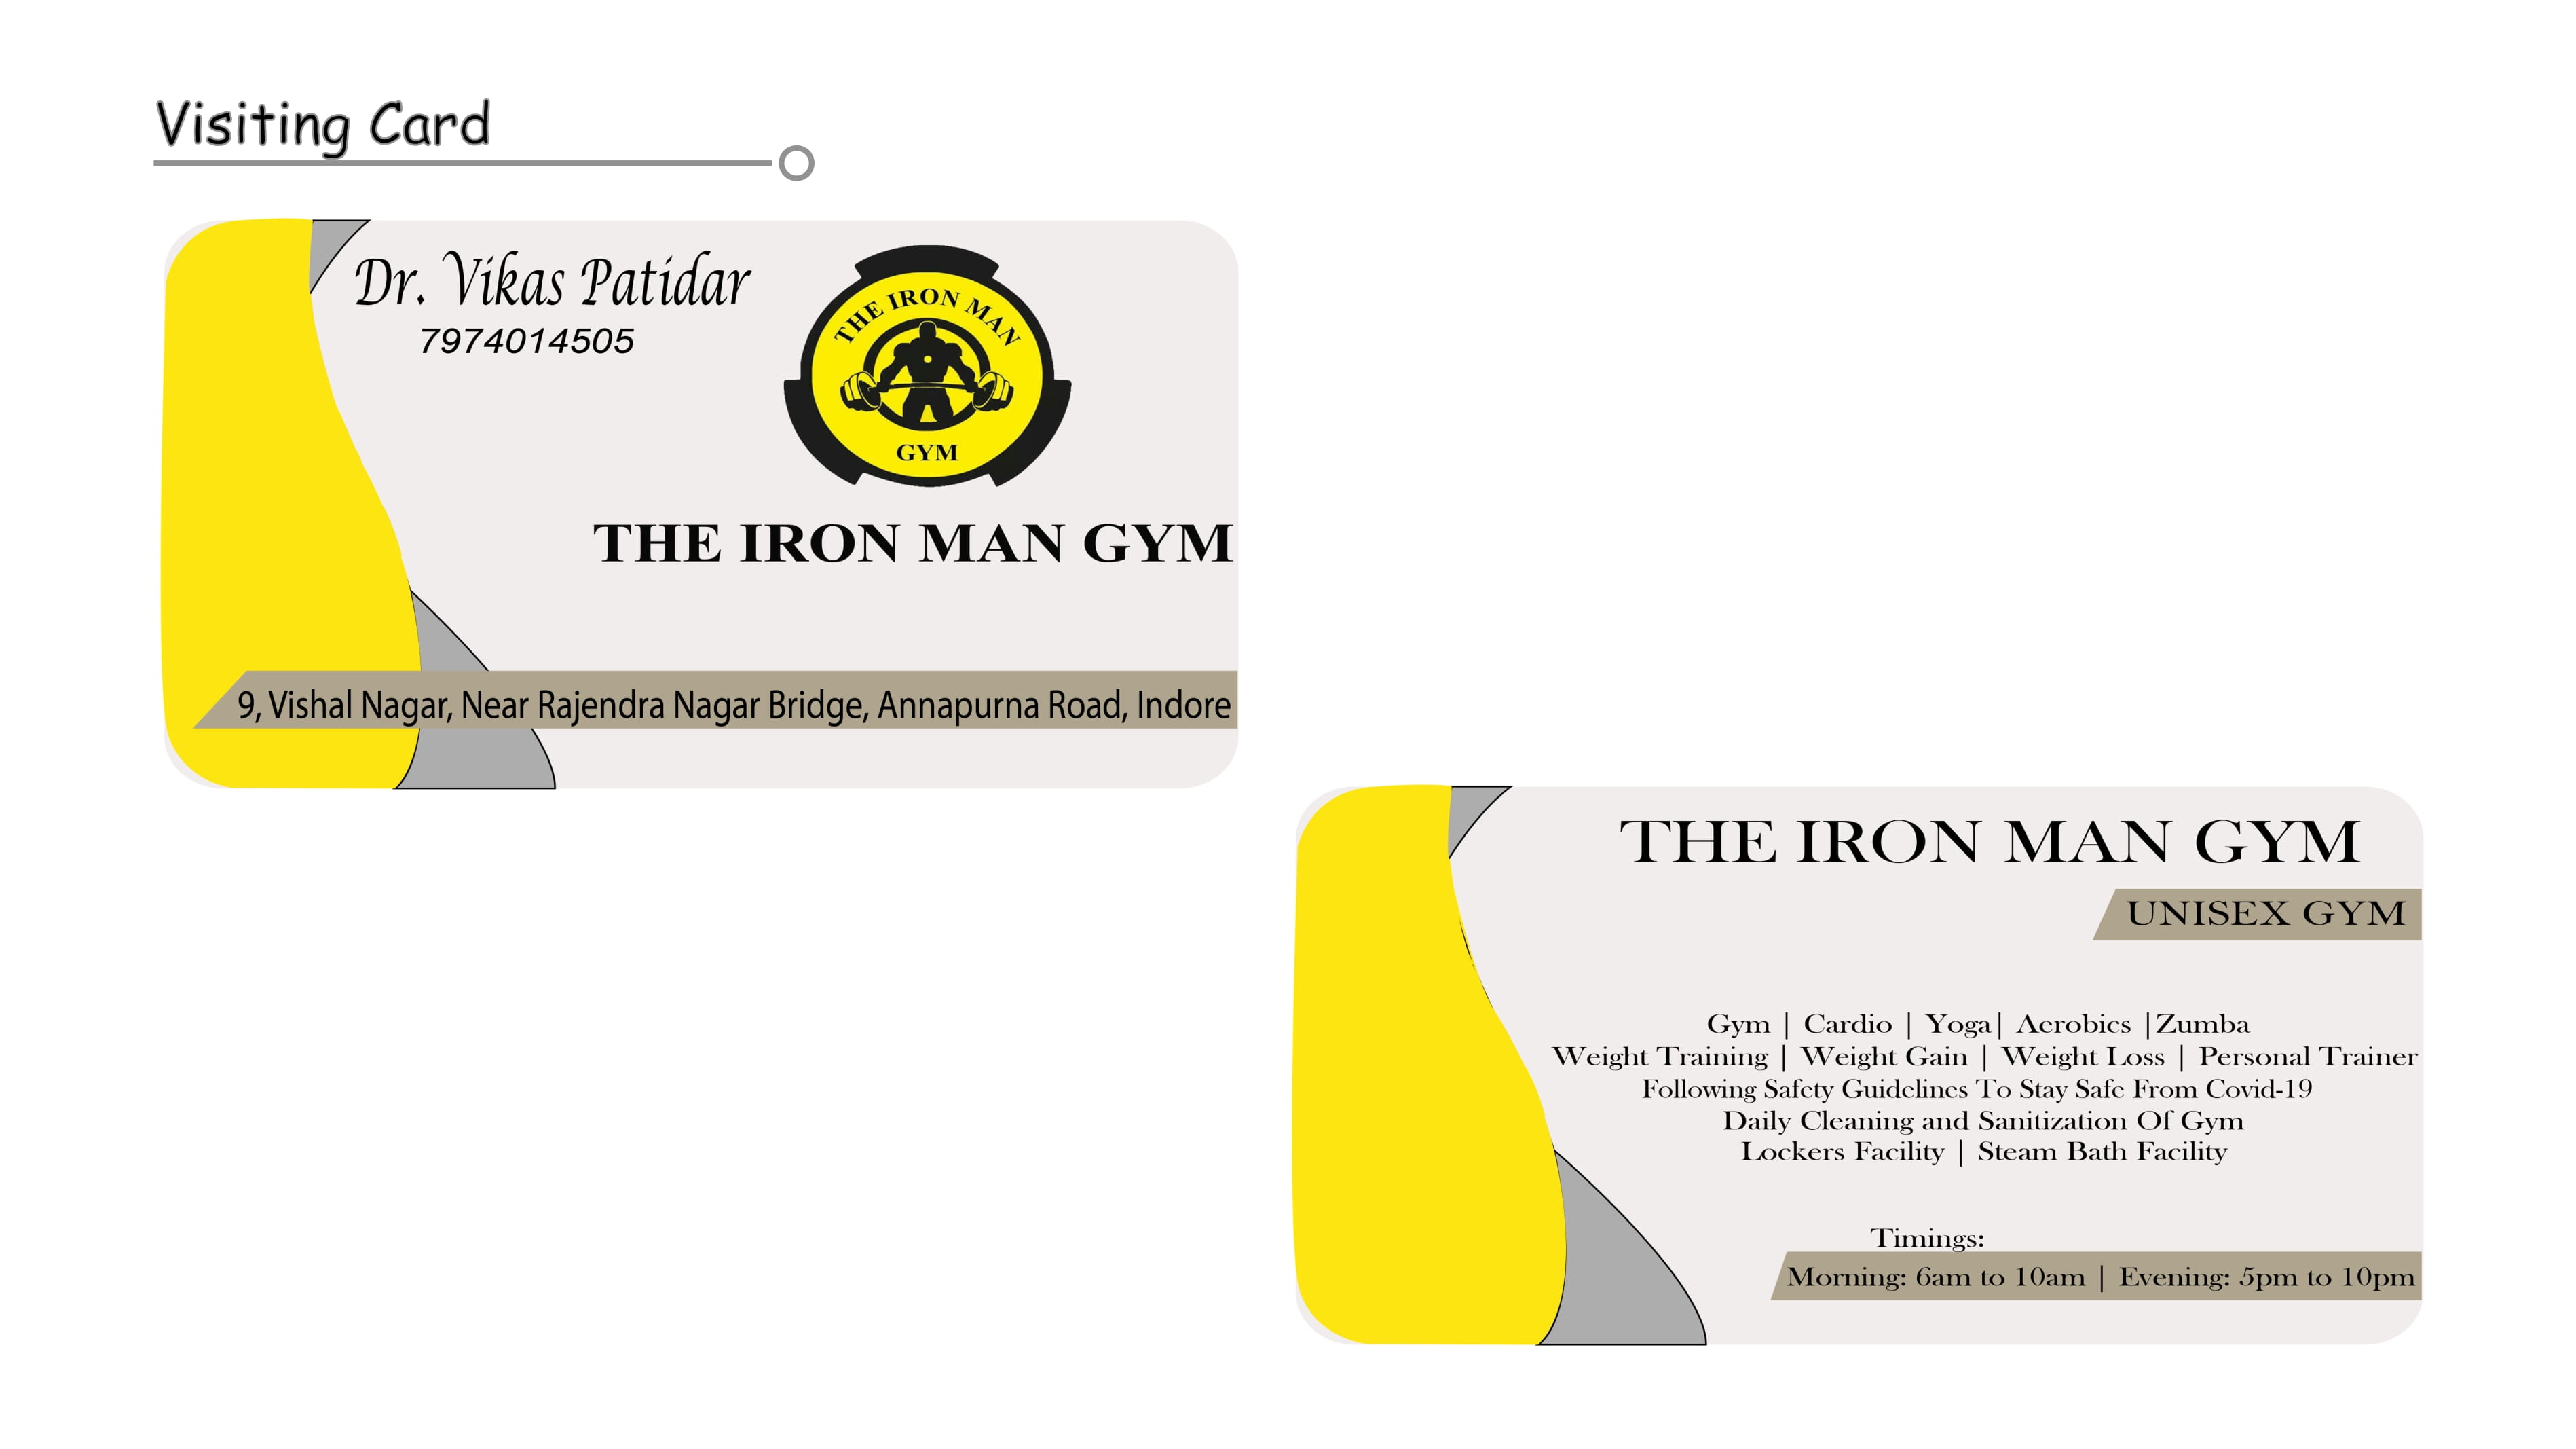 Visiting Card
Dr. Vikas Patidar
7974014505
THE IRON MAN
GYM
THE IRON MAN GYM
9, Vishal Nagar, Near Rajendra Nagar Bridge, Annapurna Road, Indore
THE IRON MAN GYM
UNISEX GYM
Gym | Cardio | Yoga| Aerobics |Zumba
Weight Training | Weight Gain | Weight Loss | Personal Trainer
Following Safety Guidelines To Stay Safe From Covid-19
Daily Cleaning and Sanitization Of Gym
Lockers Facility | Steam Bath Facility
Timings:
Morning: 6am to 10am | Evening: 5pm to 10pm